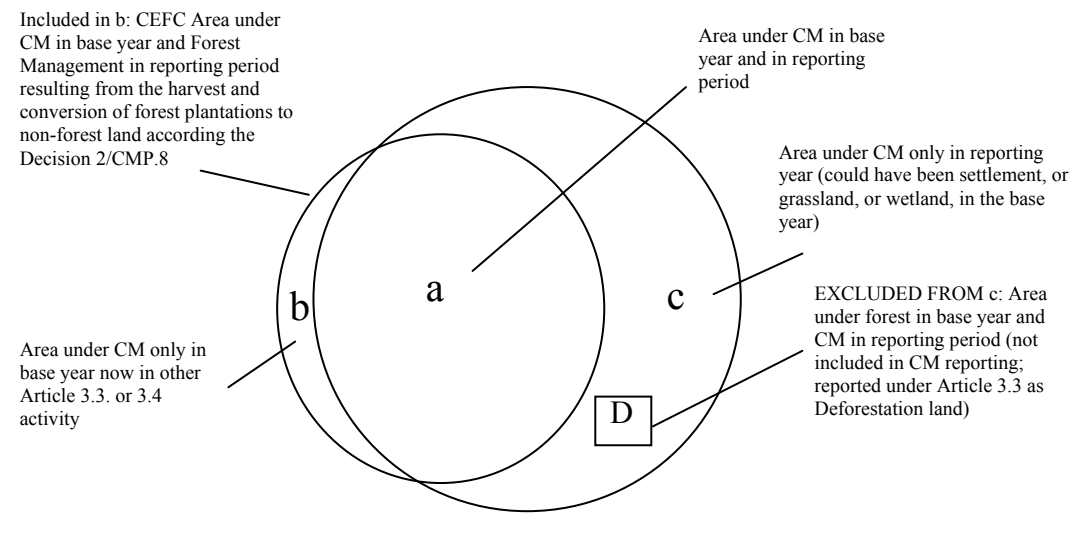 Included in b: CEFC Area under
CM in base year and Forest
Management in reporting period
resulting from the harvest and
conversion of forest plantations to
non-forest land according the
Decision 2/CMP.8
Area under CM in base
year and in reporting
period
Area under CM only in reporting
year (could have been settlement, or
grassland, or wetland, in the base
year)
a
b
c
EXCLUDED FROM c: Area
under forest in base year and
CM in reporting period (not
included in CM reporting;
reported under Article 3.3 as
Deforestation land)
Area under CM only in
base year now in other
Article 3.3. or 3.4
activity
D